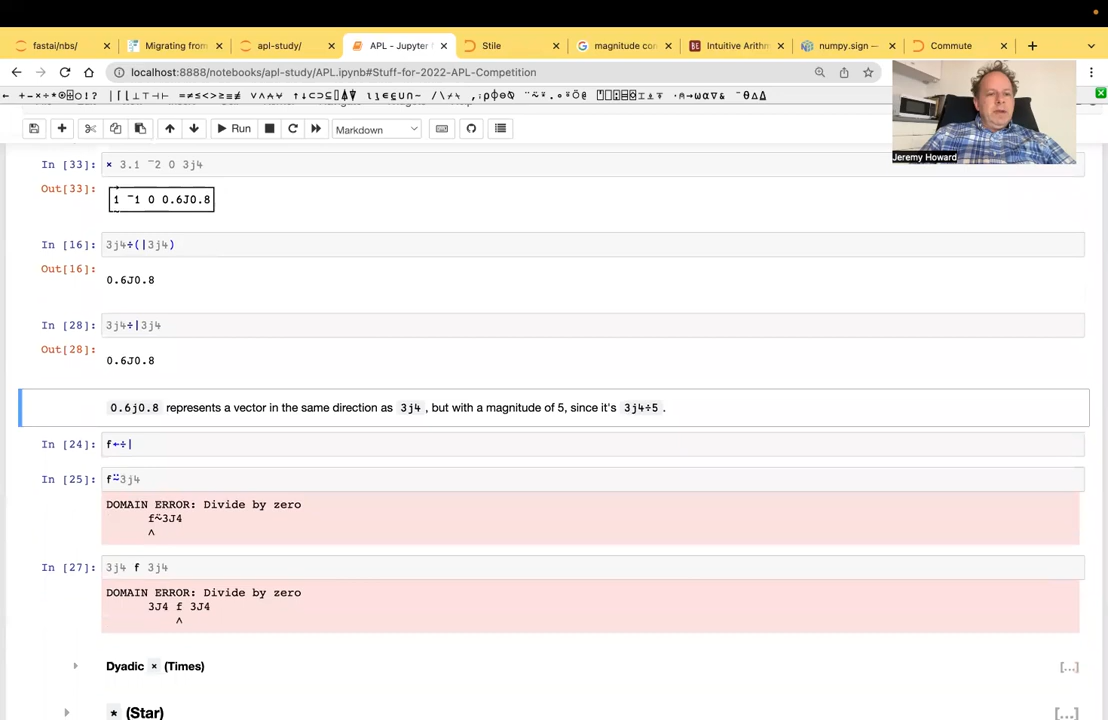 fastai/nbs/
Migrating from
apl-study/
APL - Jupyter
Stile
magnitude con
Intuitive Arithm
numpy.sign —
Commute
localhost:8888/notebooks/apl-study/APL.ipynb#Stuff-for-2022-APL-Competition
Run
Markdown
Jeremy Howard
In [33]: × 3.1 ¯2 0 3j4
Out[33]: 1 ¯1 0 0.6J0.8
In [16]: 3j4÷(|3j4)
Out[16]: 0.6J0.8
In [28]: 3j4÷|3j4
Out[28]: 0.6J0.8
0.6j0.8 represents a vector in the same direction as 3j4, but with a magnitude of 5, since it's 3j4÷5.
In [24]: f←÷|
In [25]: f⍨3j4
DOMAIN ERROR: Divide by zero
f⍨3J4
^
In [27]: 3j4 f 3j4
DOMAIN ERROR: Divide by zero
3J4 f 3J4
^
Dyadic × (Times)
[...]
* (Star)
[...]